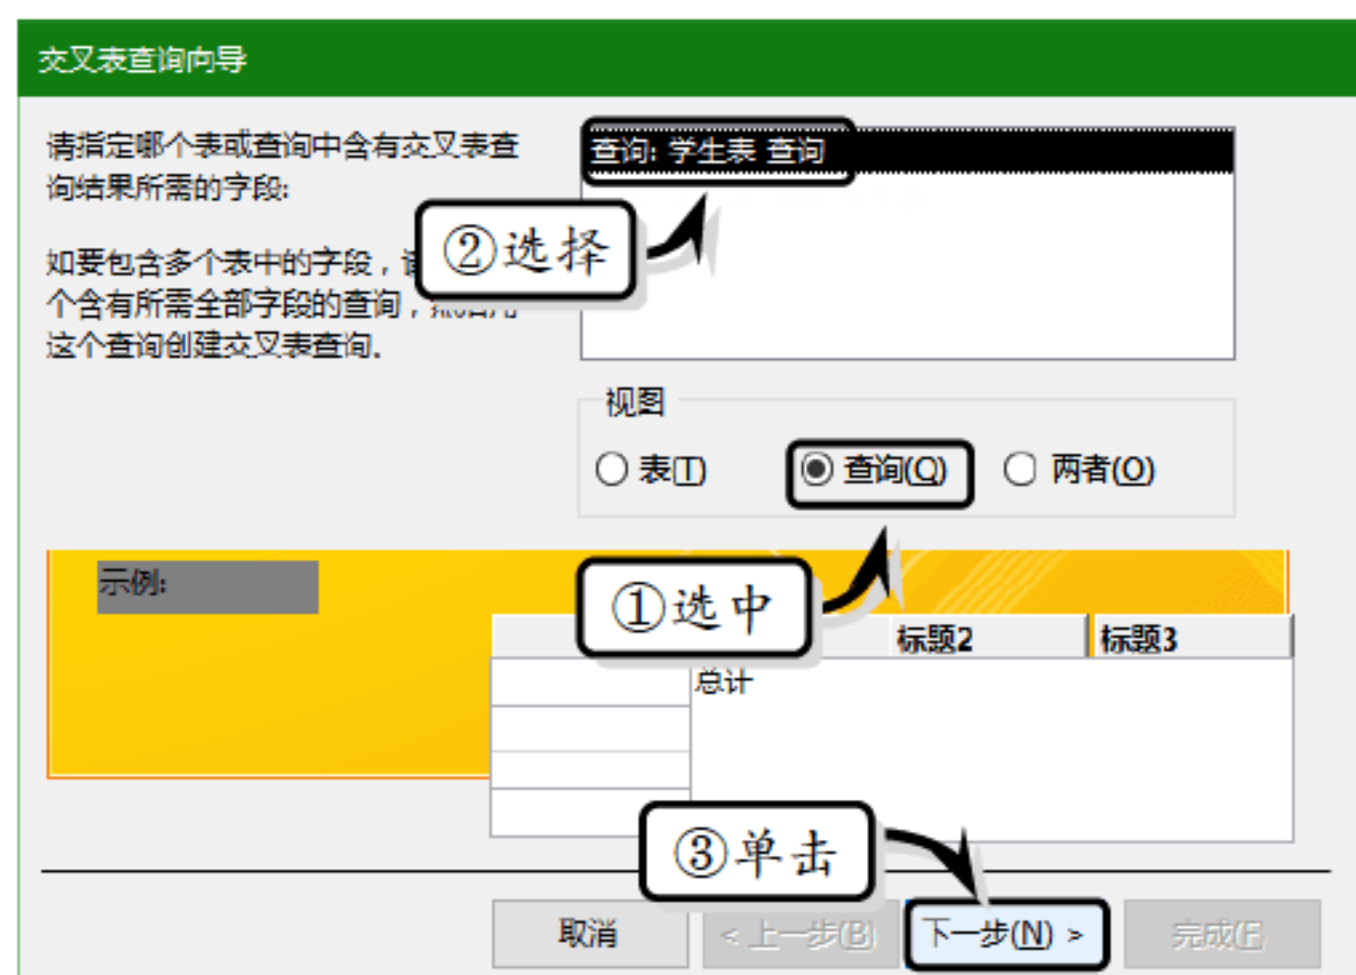 交叉表查询向导
请指定哪个表或查询中含有交叉表查
询结果所需的字段:
查询: 学生表 查询
②选择
如要包含多个表中的字段，
个含有所需全部字段的查询，
这个查询创建交叉表查询。
视图
表(T)
查询(Q)
两者(O)
示例:
①选中
标题2
标题3
总计
③单击
取消
< 上一步(B)
下一步(N) >
完成(F)